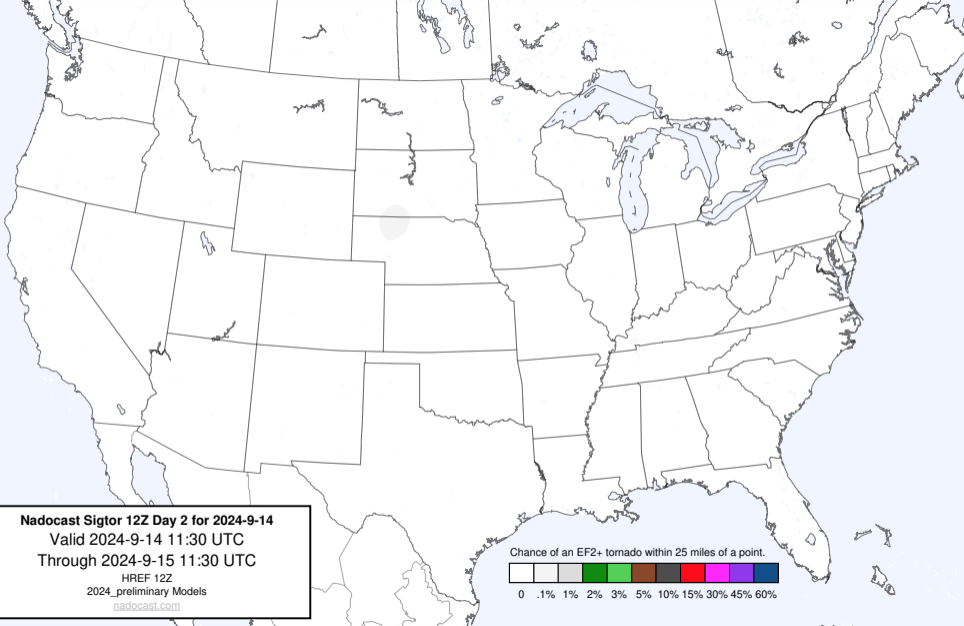 Nadocast Sigtor 12Z Day 2 for 2024-9-14
Valid 2024-9-14 11:30 UTC
Through 2024-9-15 11:30 UTC
HREF 12Z
2024_preliminary Models
nadocast.com
Chance of an EF2+ tornado within 25 miles of a point.
0 .1% 1% 2% 3% 5% 10% 15% 30% 45% 60%